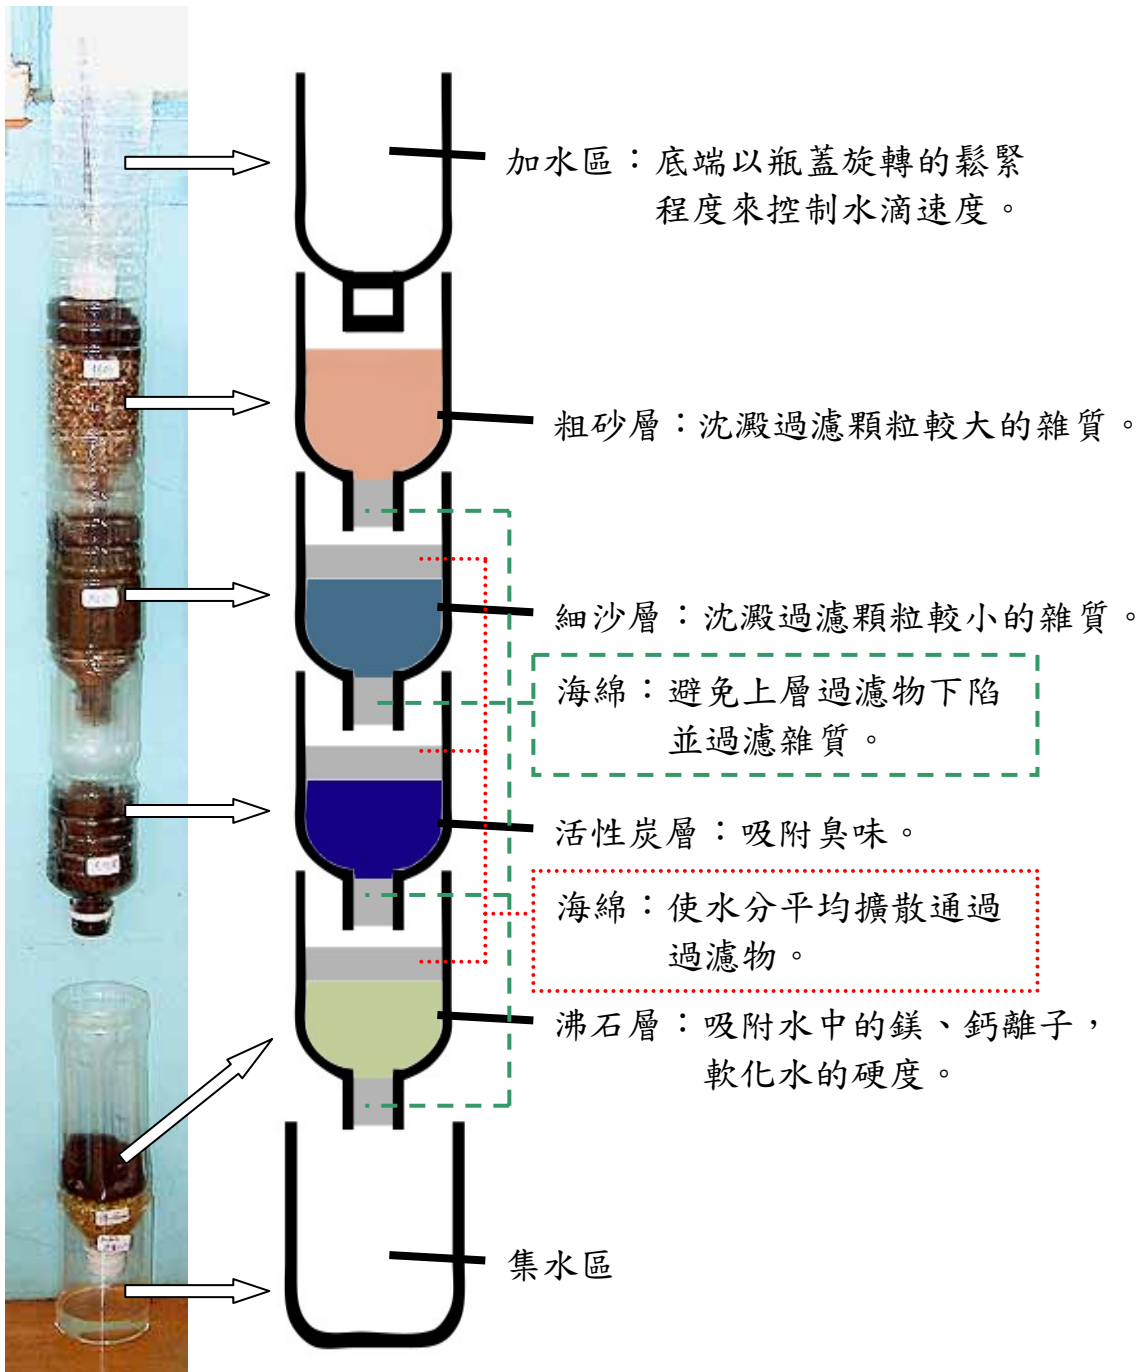 加水區：底端以瓶蓋旋轉的鬆緊
程度來控制水滴速度。
粗砂層：沈澱過濾顆粒較大的雜質。
細沙層：沈澱過濾顆粒較小的雜質。
海綿：避免上層過濾物下陷
並過濾雜質。
活性炭層：吸附臭味。
海綿：使水分平均擴散通過
過濾物。
沸石層：吸附水中的鎂、鈣離子，
軟化水的硬度。
集水區